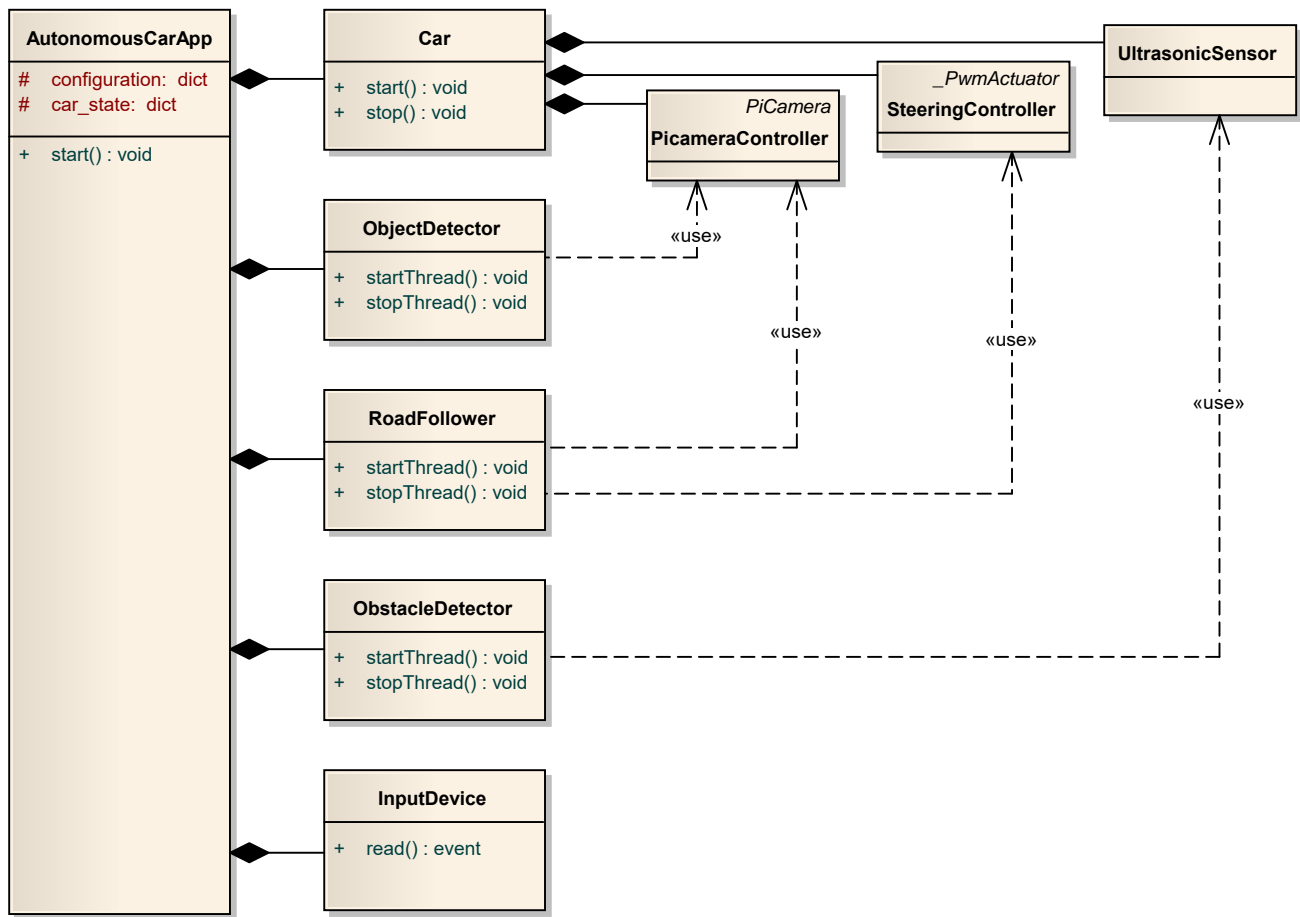 AutonomousCarApp
# configuration: dict
# car_state: dict
+ start() : void
Car
+ start() : void
+ stop() : void
UltrasonicSensor
_PwmActuator
SteeringController
PiCamera
PicameraController
ObjectDetector
+ startThread() : void
+ stopThread() : void
«use»
RoadFollower
+ startThread() : void
+ stopThread() : void
«use»
«use»
«use»
ObstacleDetector
+ startThread() : void
+ stopThread() : void
InputDevice
+ read() : event